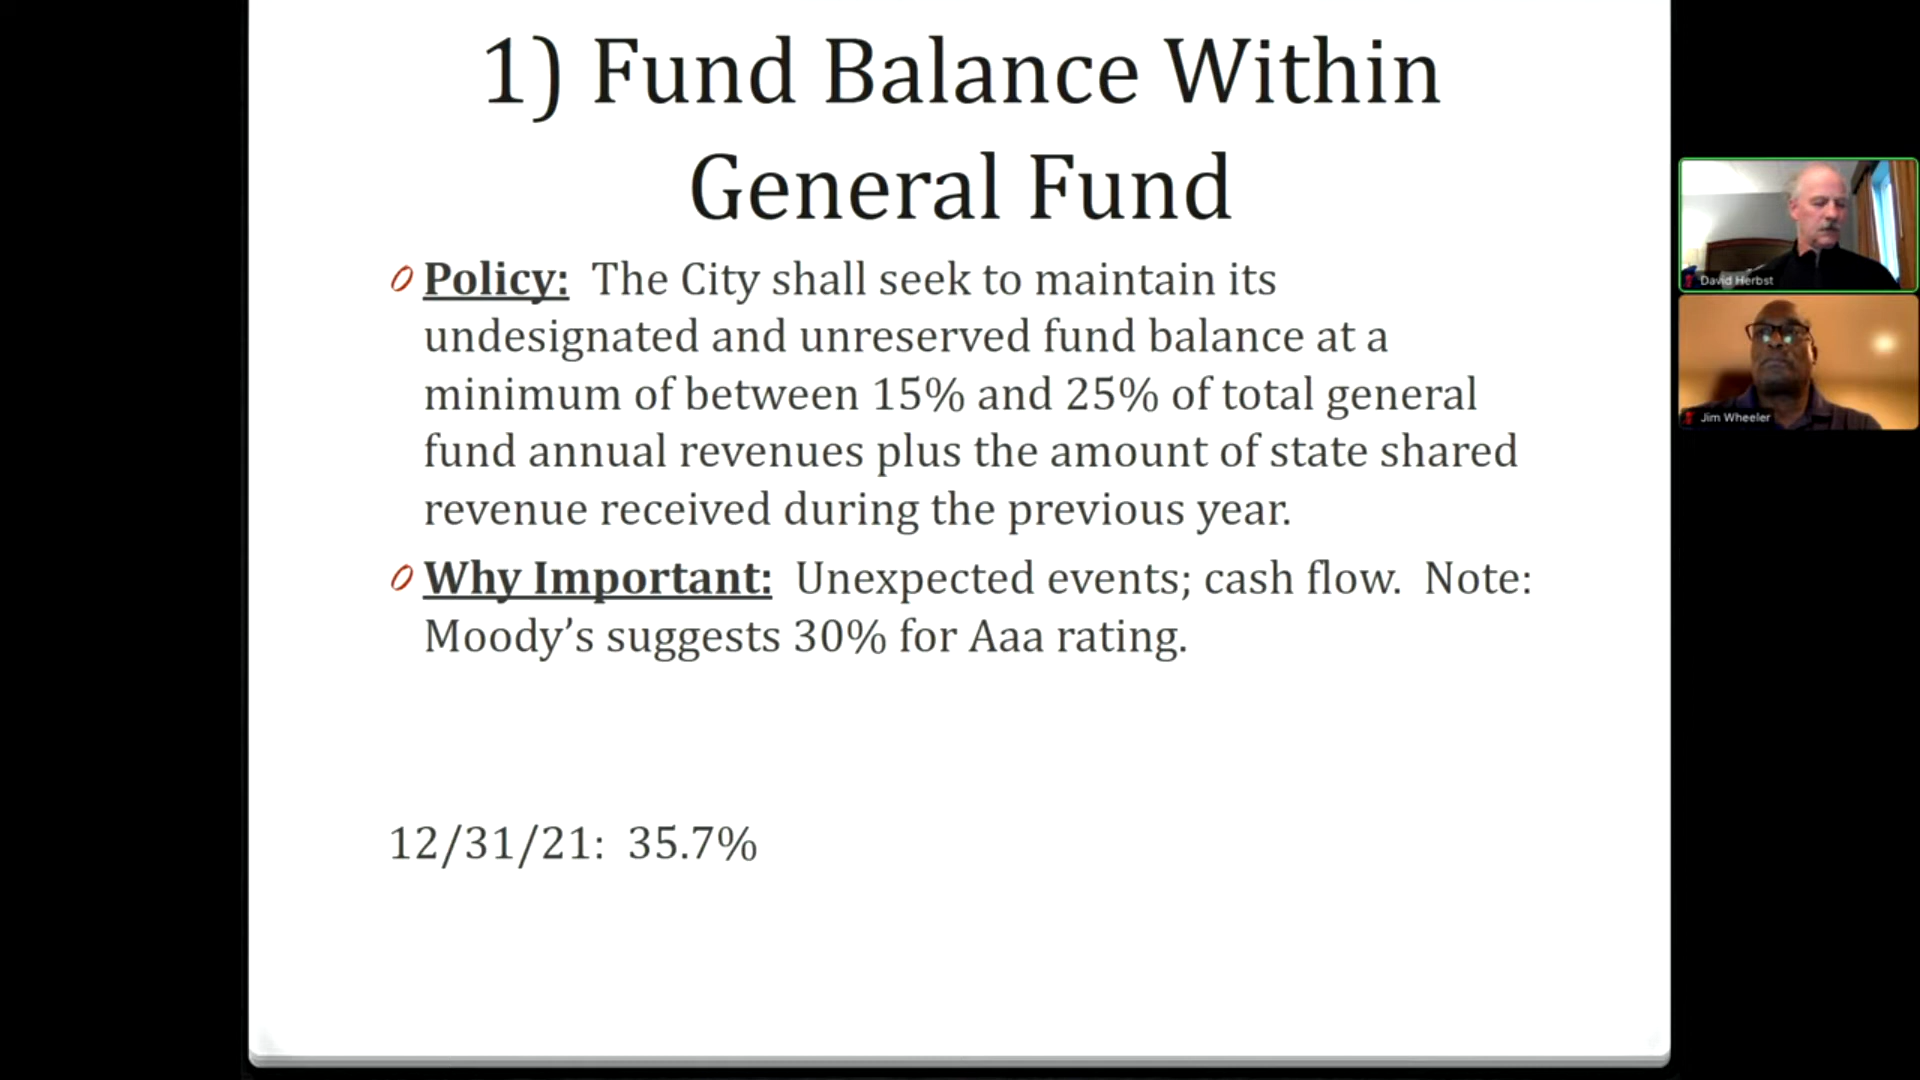 1) Fund Balance Within
General Fund
Policy: The City shall seek to maintain its
undesignated and unreserved fund balance at a
minimum of between 15% and 25% of total general
fund annual revenues plus the amount of state shared
revenue received during the previous year.
Why Important: Unexpected events; cash flow. Note:
Moody’s suggests 30% for Aaa rating.
12/31/21: 35.7%
David Herbst
Jim Wheeler